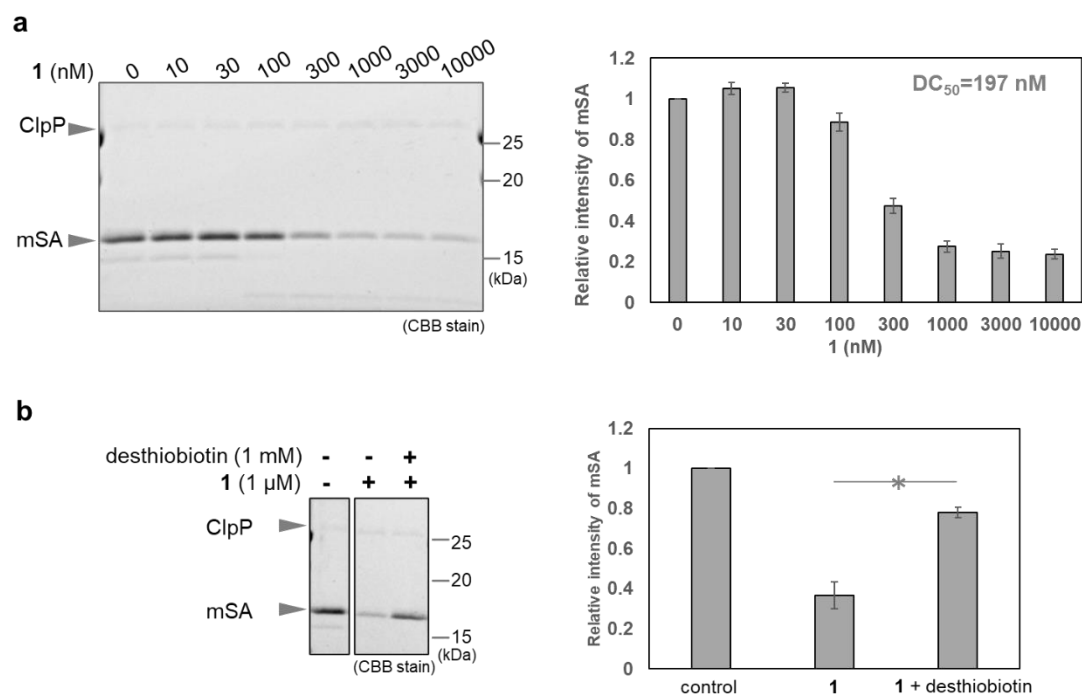 a
1 (nM) 0 10 30 100 300 1000 3000 10000
ClpP
25
20
mSA
15
(kDa)
(CBB stain)
Relative intensity of mSA
1.2
1
0.8
0.6
0.4
0.2
0
DC50=197 nM
0 10 30 100 300 1000 3000 10000
1 (nM)
b
desthiobiotin (1 mM) - - +
1 (1 µM) - + +
ClpP
25
20
mSA
15
(kDa)
(CBB stain)
Relative intensity of mSA
1.2
1
0.8
0.6
0.4
0.2
0
*
control 1 1 + desthiobiotin